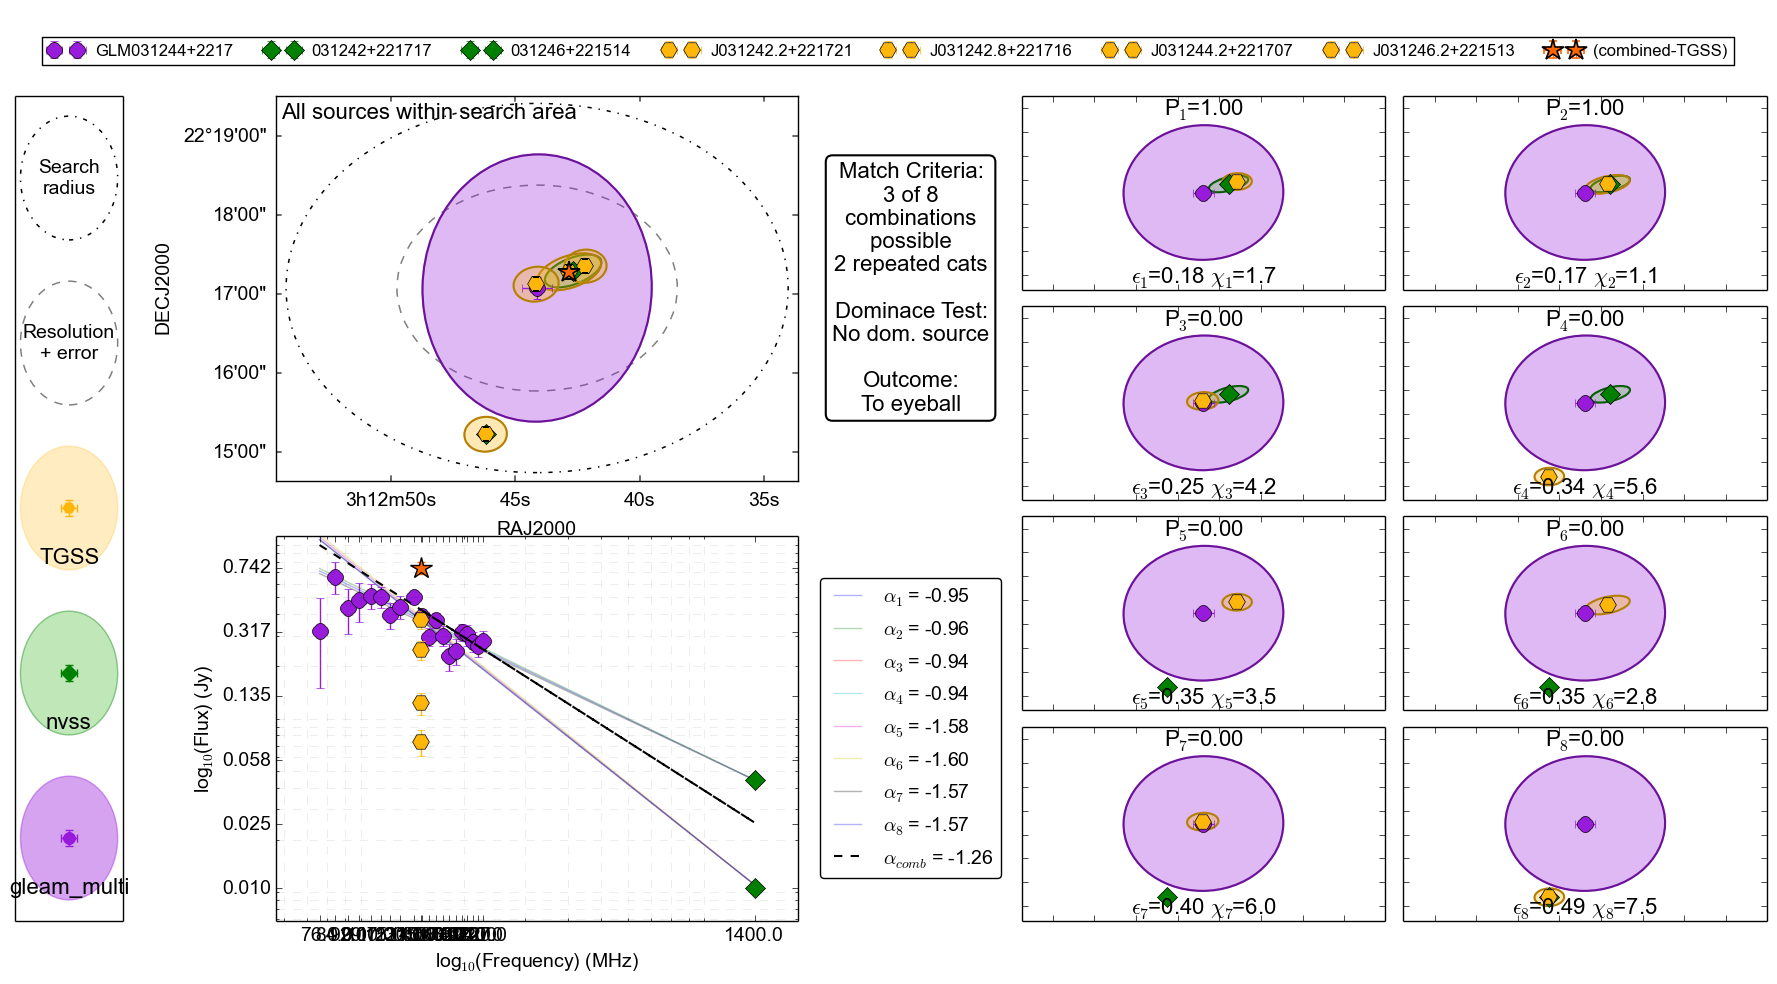 GLM031244+2217 031242+221717 031246+221514 J031242.2+221721 J031242.8+221716 J031244.2+221707 J031246.2+221513 (combined-TGSS)
Search
radius
Resolution
+ error
TGSS
nvss
gleam_multi
All sources within search area
DECJ2000
22°19'00"
18'00"
17'00"
16'00"
15'00"
3h12m50s 45s 40s 35s
RAJ2000
Match Criteria:
3 of 8
combinations
possible
2 repeated cats
Dominace Test:
No dom. source
Outcome:
To eyeball
log10(Flux) (Jy)
0.742
0.317
0.135
0.058
0.025
0.010
1400.0
log10(Frequency) (MHz)
α1 = -0.95
α2 = -0.96
α3 = -0.94
α4 = -0.94
α5 = -1.58
α6 = -1.60
α7 = -1.57
α8 = -1.57
αcomb = -1.26
P1=1.00
ϵ1=0.18 χ1=1.7
P2=1.00
ϵ2=0.17 χ2=1.1
P3=0.00
ϵ3=0.25 χ3=4.2
P4=0.00
ϵ4=0.34 χ4=5.6
P5=0.00
ϵ5=0.35 χ5=3.5
P6=0.00
ϵ6=0.35 χ6=2.8
P7=0.00
ϵ7=0.40 χ7=6.0
P8=0.00
ϵ8=0.49 χ8=7.5